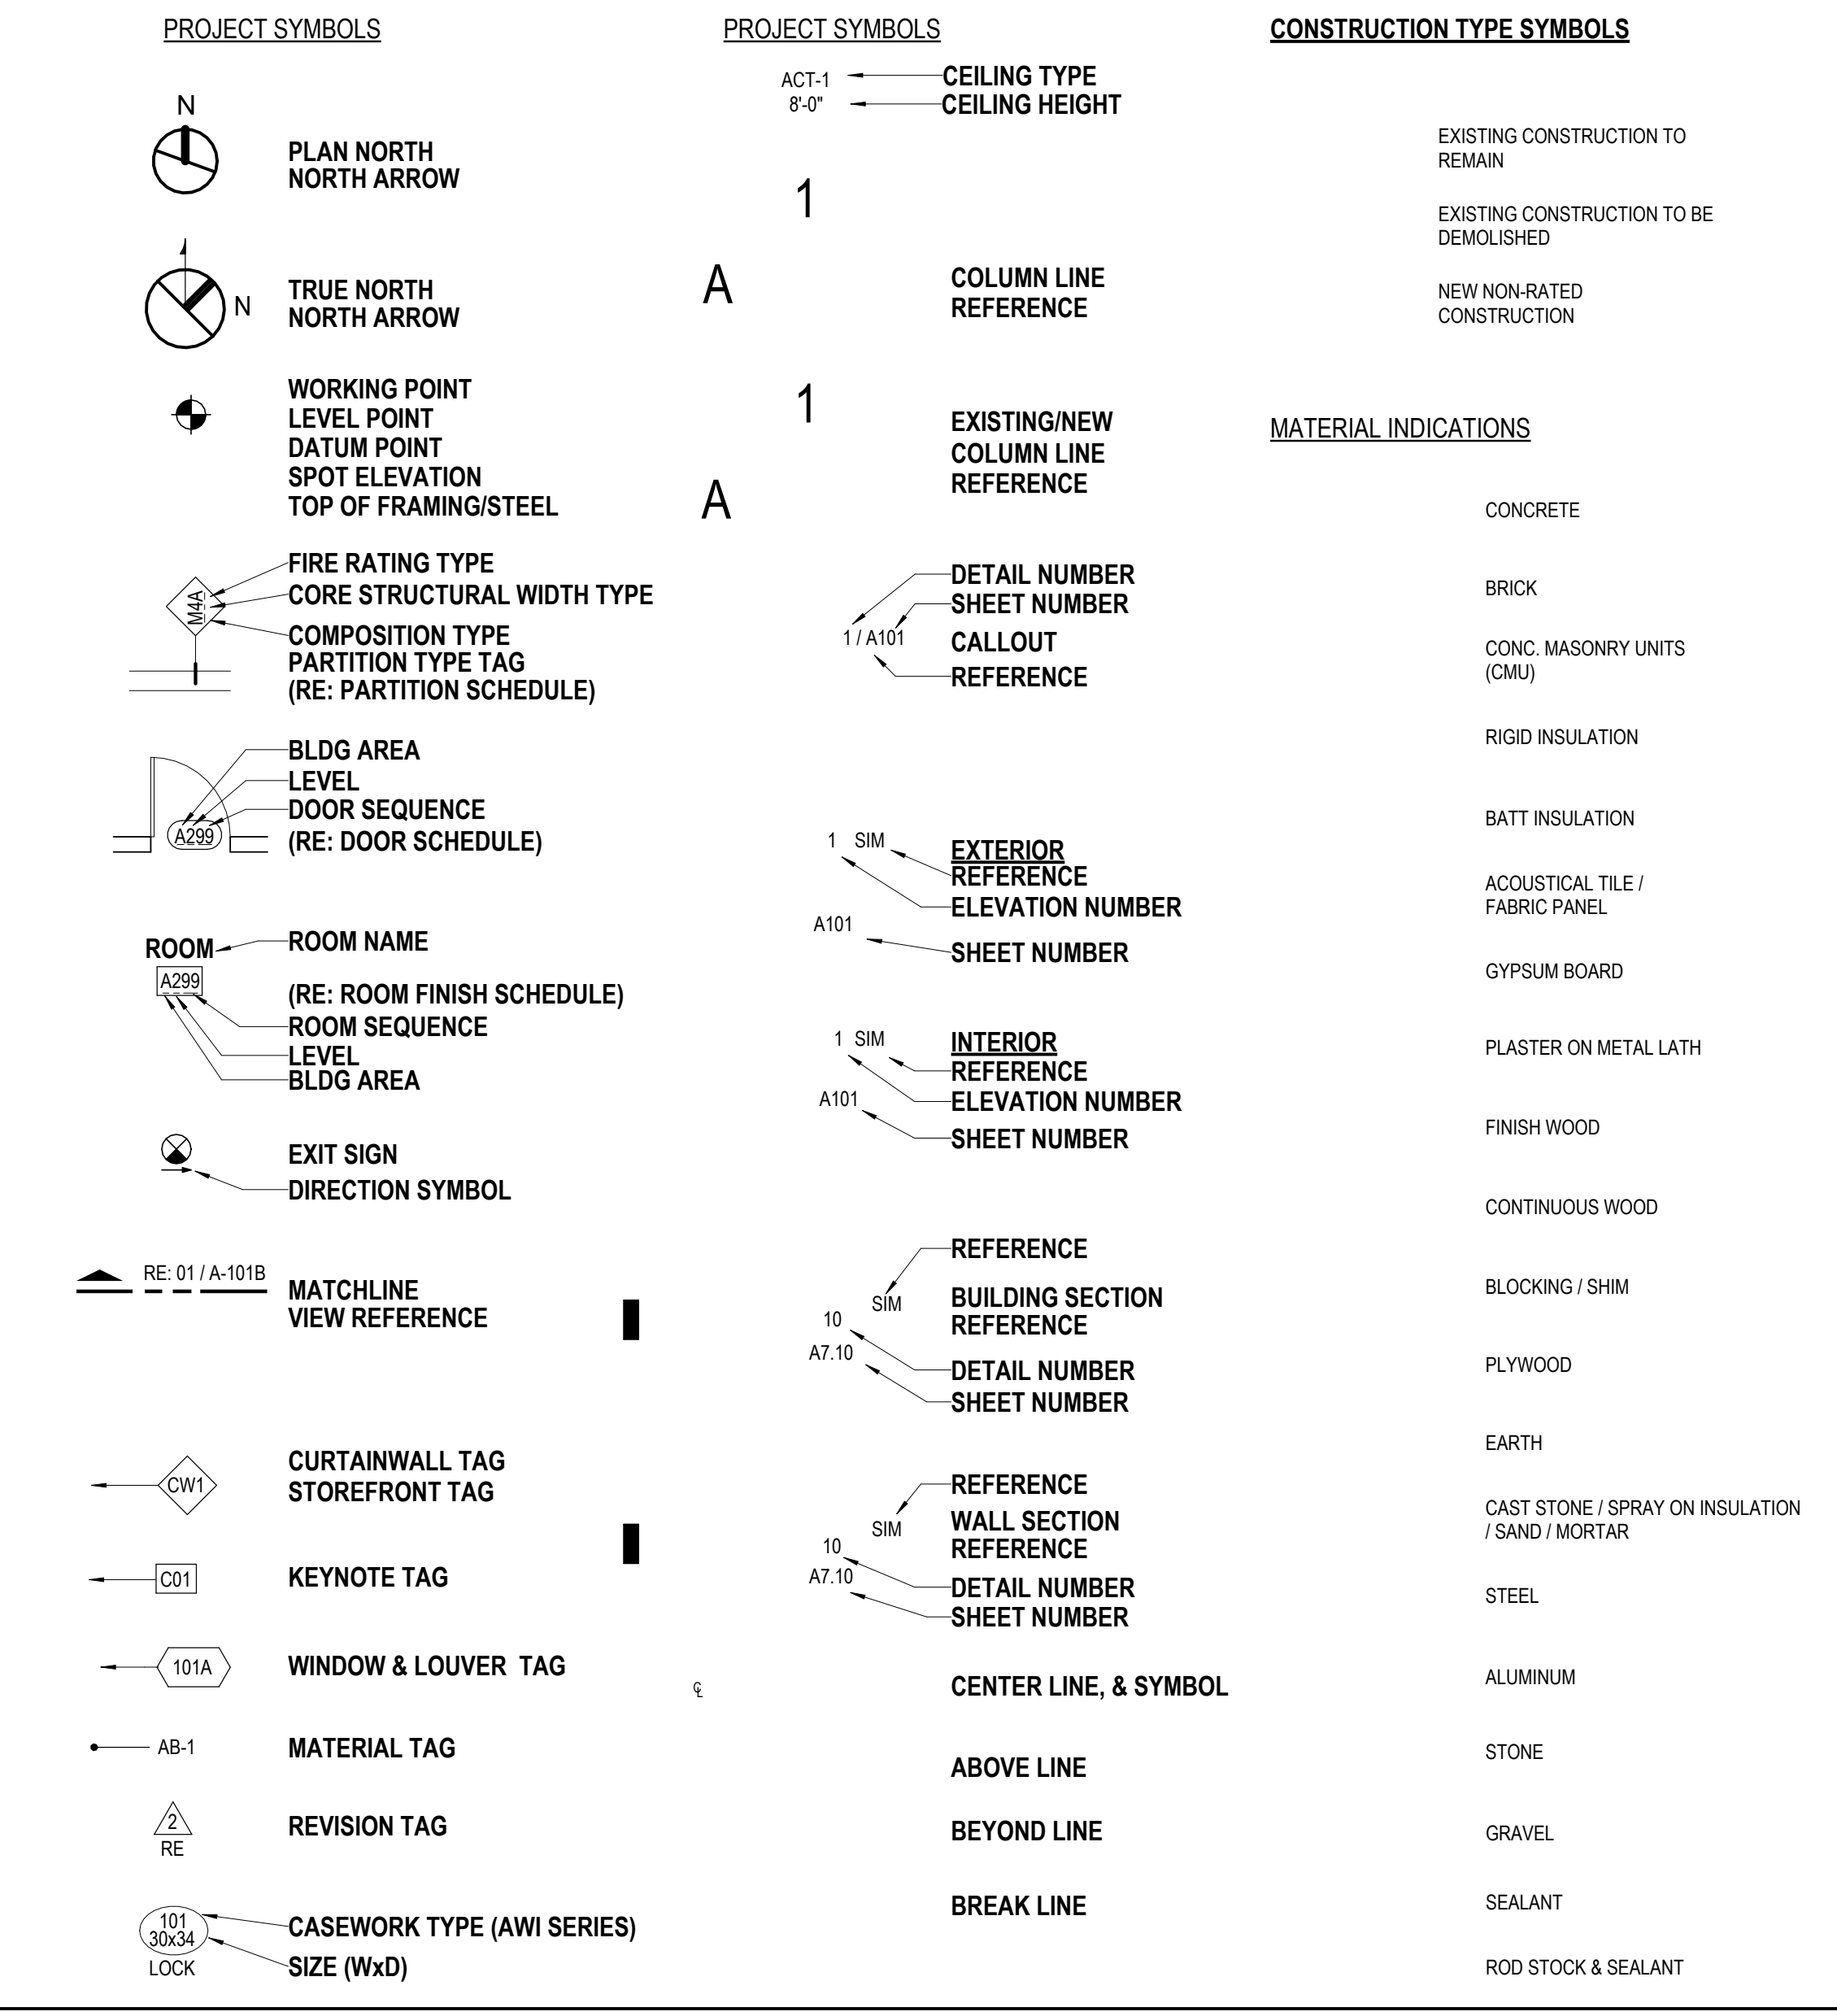 PROJECT SYMBOLS
N
PLAN NORTH
NORTH ARROW
TRUE NORTH
NORTH ARROW
N
WORKING POINT
LEVEL POINT
DATUM POINT
SPOT ELEVATION
TOP OF FRAMING/STEEL
M4A
FIRE RATING TYPE
CORE STRUCTURAL WIDTH TYPE
COMPOSITION TYPE
PARTITION TYPE TAG
(RE: PARTITION SCHEDULE)
BLDG AREA
LEVEL
DOOR SEQUENCE
A299
(RE: DOOR SCHEDULE)
ROOM
ROOM NAME
A299
(RE: ROOM FINISH SCHEDULE)
ROOM SEQUENCE
LEVEL
BLDG AREA
EXIT SIGN
DIRECTION SYMBOL
RE: 01 / A-101B
MATCHLINE
VIEW REFERENCE
CW1
CURTAINWALL TAG
STOREFRONT TAG
C01
KEYNOTE TAG
101A
WINDOW & LOUVER TAG
AB-1
MATERIAL TAG
2
RE
REVISION TAG
101
30x34
LOCK
CASEWORK TYPE (AWI SERIES)
SIZE (WxD)
PROJECT SYMBOLS
ACT-1
CEILING TYPE
8'-0"
CEILING HEIGHT
1
A
COLUMN LINE
REFERENCE
1
A
EXISTING/NEW
COLUMN LINE
REFERENCE
DETAIL NUMBER
SHEET NUMBER
1 / A101
CALLOUT
REFERENCE
1 SIM
A101
EXTERIOR
REFERENCE
ELEVATION NUMBER
SHEET NUMBER
1 SIM
A101
INTERIOR
REFERENCE
ELEVATION NUMBER
SHEET NUMBER
REFERENCE
SIM
10
A7.10
BUILDING SECTION
REFERENCE
DETAIL NUMBER
SHEET NUMBER
REFERENCE
SIM
10
A7.10
WALL SECTION
REFERENCE
DETAIL NUMBER
SHEET NUMBER
℄
CENTER LINE, & SYMBOL
ABOVE LINE
BEYOND LINE
BREAK LINE
CONSTRUCTION TYPE SYMBOLS
EXISTING CONSTRUCTION TO
REMAIN
EXISTING CONSTRUCTION TO BE
DEMOLISHED
NEW NON-RATED
CONSTRUCTION
MATERIAL INDICATIONS
CONCRETE
BRICK
CONC. MASONRY UNITS
(CMU)
RIGID INSULATION
BATT INSULATION
ACOUSTICAL TILE /
FABRIC PANEL
GYPSUM BOARD
PLASTER ON METAL LATH
FINISH WOOD
CONTINUOUS WOOD
BLOCKING / SHIM
PLYWOOD
EARTH
CAST STONE / SPRAY ON INSULATION
/ SAND / MORTAR
STEEL
ALUMINUM
STONE
GRAVEL
SEALANT
ROD STOCK & SEALANT